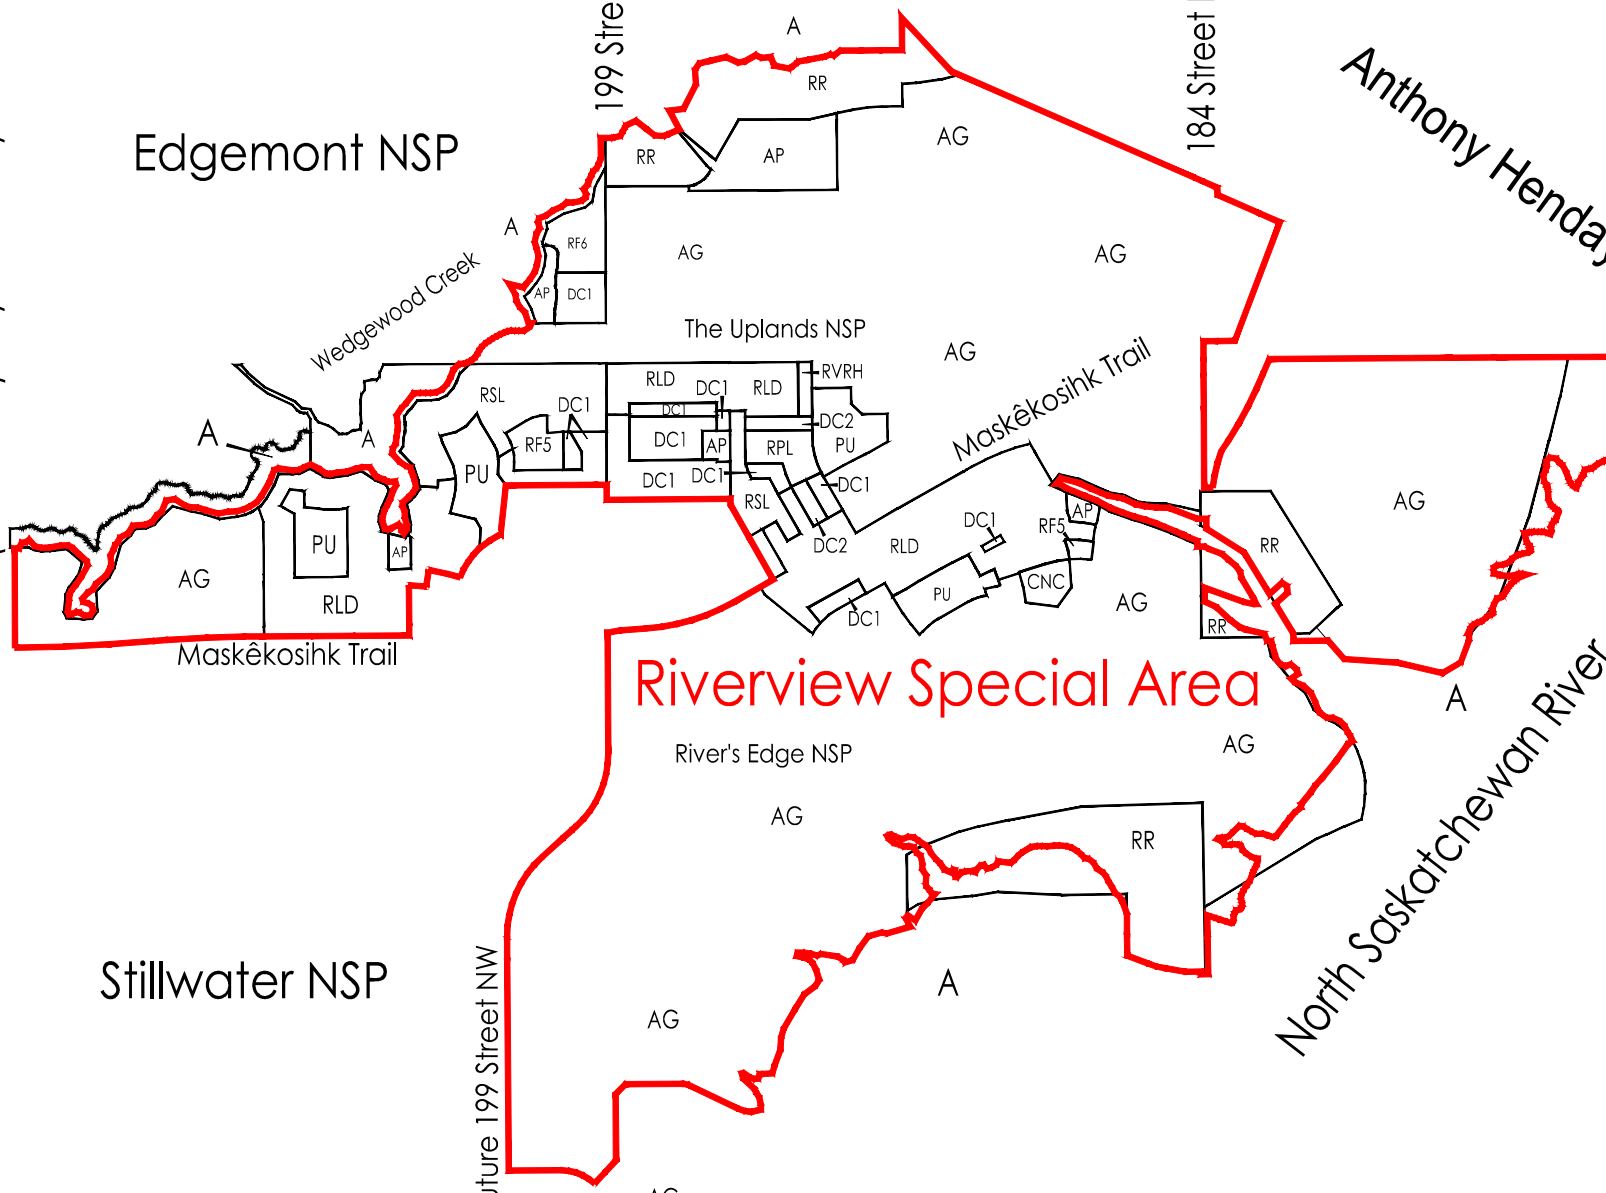 199 Stre
A
184 Street
Anthony Henday
RR
Edgemont NSP
RR
AP
AG
A
RF6
AG
AG
Wedgewood Creek
AP
DC1
The Uplands NSP
AG
Maskêkosihk Trail
RSL
RLD
DC1
RLD
RVRH
DC1
DC1
DC2
A
A
RF5
DC1
AP
RPL
PU
PU
DC1
DC1
DC1
RSL
AG
PU
AP
DC2
RLD
DC1
AP
RF5
RR
AG
RLD
PU
CNC
AG
DC1
RR
Maskêkosihk Trail
Riverview Special Area
A
River's Edge NSP
AG
North Saskatchewan River
AG
RR
Stillwater NSP
A
uture 199 Street NW
AG
AG